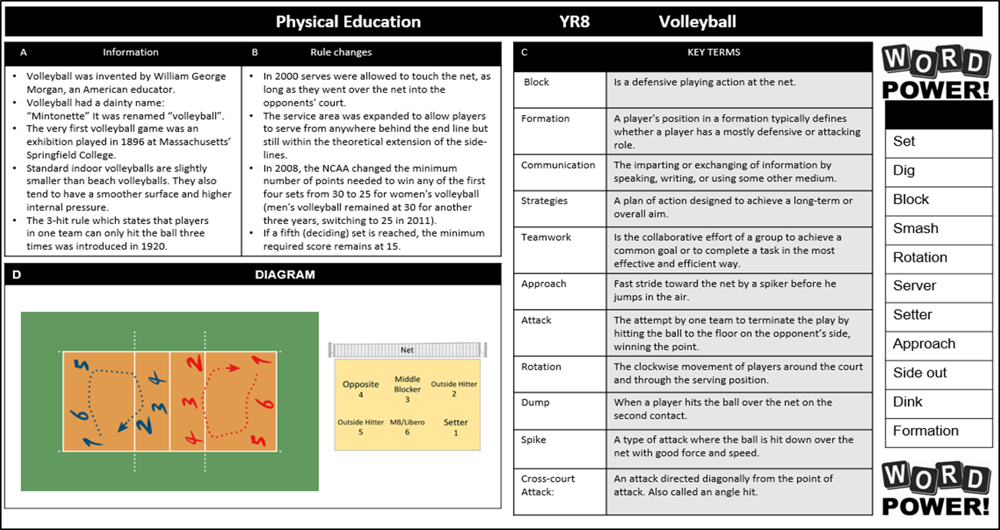 Physical Education YR8 Volleyball
A Information
• Volleyball was invented by William George
Morgan, an American educator.
• Volleyball had a dainty name:
“Mintonette” It was renamed “volleyball”.
• The very first volleyball game was an
exhibition played in 1896 at Massachusetts’
Springfield College.
• Standard indoor volleyballs are slightly
smaller than beach volleyballs. They also
tend to have a smoother surface and higher
internal pressure.
• The 3-hit rule which states that players
in one team can only hit the ball three
times was introduced in 1920.
B Rule changes
• In 2000 serves were allowed to touch the net, as
long as they went over the net into the
opponents' court.
• The service area was expanded to allow players
to serve from anywhere behind the end line but
still within the theoretical extension of the side-
lines.
• In 2008, the NCAA changed the minimum
number of points needed to win any of the first
four sets from 30 to 25 for women's volleyball
(men's volleyball remained at 30 for another
three years, switching to 25 in 2011).
• If a fifth (deciding) set is reached, the minimum
required score remains at 15.
D DIAGRAM
5 4
6 3
1 2
2 1
3 6
4 5
Net
Opposite
4
Middle
Blocker
3
Outside Hitter
2
Outside Hitter
5
MB/Libero
6
Setter
1
C KEY TERMS
Block Is a defensive playing action at the net.
Formation A player's position in a formation typically defines
whether a player has a mostly defensive or attacking
role.
Communication The imparting or exchanging of information by
speaking, writing, or using some other medium.
Strategies A plan of action designed to achieve a long-term or
overall aim.
Teamwork Is the collaborative effort of a group to achieve a
common goal or to complete a task in the most
effective and efficient way.
Approach Fast stride toward the net by a spiker before he
jumps in the air.
Attack The attempt by one team to terminate the play by
hitting the ball to the floor on the opponent’s side,
winning the point.
Rotation The clockwise movement of players around the court
and through the serving position.
Dump When a player hits the ball over the net on the
second contact.
Spike A type of attack where the ball is hit down over the
net with good force and speed.
Cross-court An attack directed diagonally from the point of
Attack: attack. Also called an angle hit.
WORD
POWER!
Set
Dig
Block
Smash
Rotation
Server
Setter
Approach
Side out
Dink
Formation
WORD
POWER!